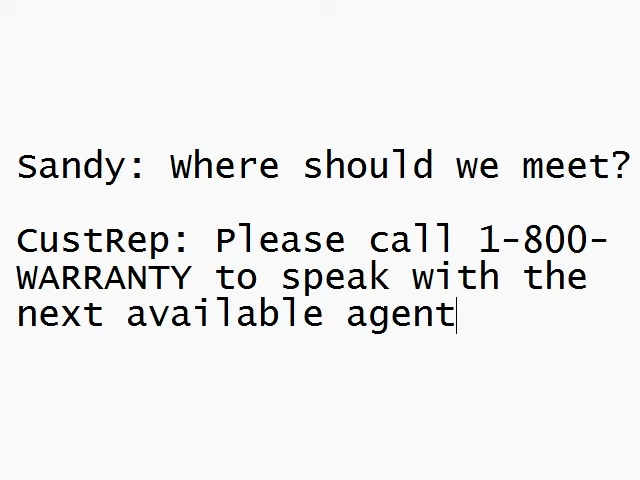 Sandy: Where should we meet?
CustRep: Please call 1-800-
WARRANTY to speak with the
next available agent